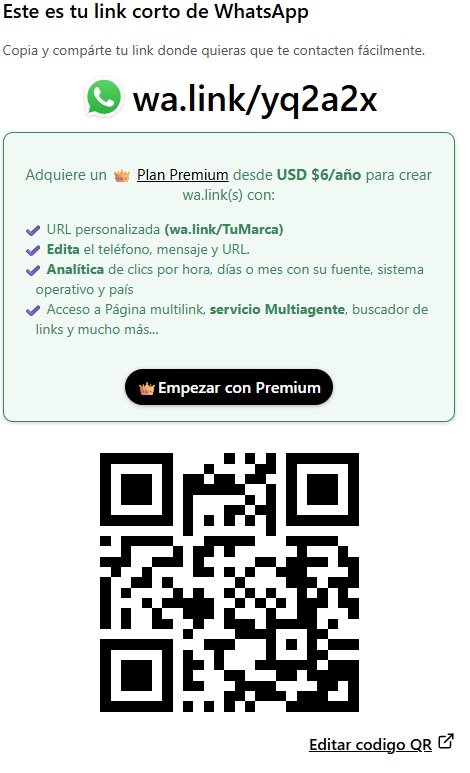 Este es tu link corto de WhatsApp
Copia y compárte tu link donde quieras que te contacten fácilmente.
wa.link/yq2a2x
Adquiere un Plan Premium desde USD $6/año para crear
wa.link(s) con:
URL personalizada (wa.link/TuMarca)
Edita el teléfono, mensaje y URL.
Analítica de clics por hora, días o mes con su fuente, sistema
operativo y país
Acceso a Página multilink, servicio Multiagente, buscador de
links y mucho más...
Empezar con Premium
Editar codigo QR